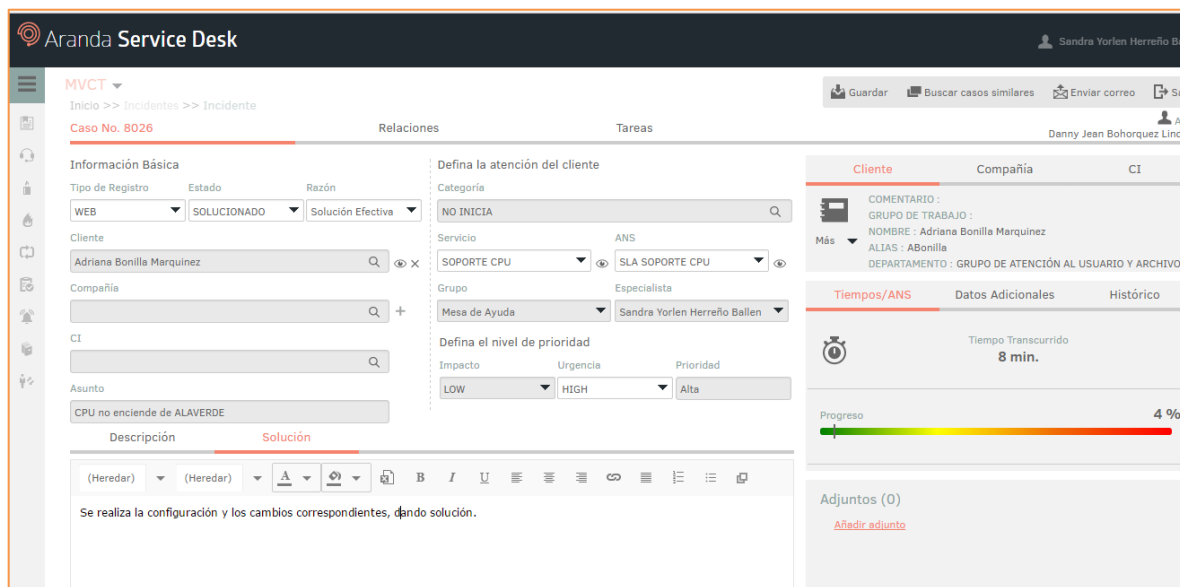 Aranda Service Desk
Sandra Yorlen Herreño
MVCT
Guardar Buscar casos similares Enviar correo
Inicio >> Incidentes >> Incidente
Caso No. 8026 Relaciones Tareas
Danny Jean Bohorquez
Información Básica
Tipo de Registro Estado Razón
WEB SOLUCIONADO Solución Efectiva
Cliente
Adriana Bonilla Marquinez
Compañía
CI
Asunto
CPU no enciende de ALAVERDE
Defina la atención del cliente
Categoría
NO INICIA
Servicio ANS
SOPORTE CPU SLA SOPORTE CPU
Grupo Especialista
Mesa de Ayuda Sandra Yorlen Herreño Ballen
Defina el nivel de prioridad
Impacto Urgencia Prioridad
LOW HIGH Alta
Descripción Solución
(Heredar) (Heredar) A B I U
Se realiza la configuración y los cambios correspondientes, dando solución.
Cliente Compañía CI
Más
COMENTARIO :
GRUPO DE TRABAJO :
NOMBRE : Adriana Bonilla Marquinez
ALIAS : ABonilla
DEPARTAMENTO : GRUPO DE ATENCIÓN AL USUARIO Y ARCHIVO
Tiempos/ANS Datos Adicionales Histórico
Tiempo Transcurrido
8 min.
Progreso 4 %
Adjuntos (0)
Añadir adjunto